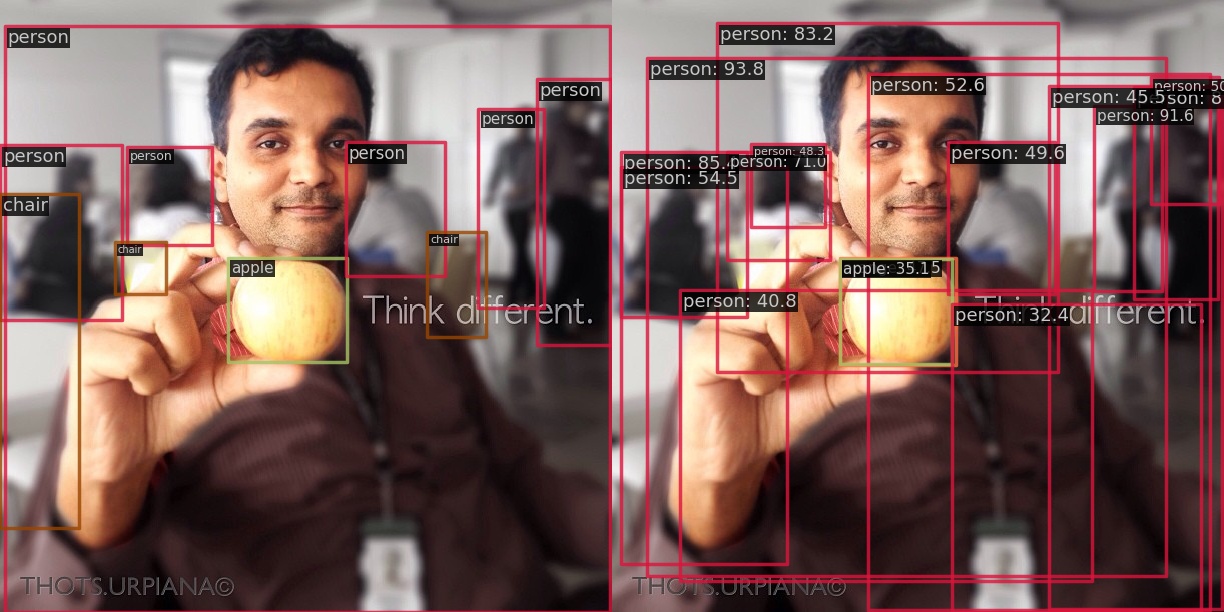 person
person
person
person
person
person
chair
chair
chair
apple
Think different.
THOTS.URPIANA©
person: 83.2
person: 93.8
person: 52.6
person: 45.5
person: 91.6
person: 48.3
person: 71.0
person: 54.5
person: 49.6
apple: 35.15
person: 40.8
person: 32.4
different.
THOTS.URPIANA©